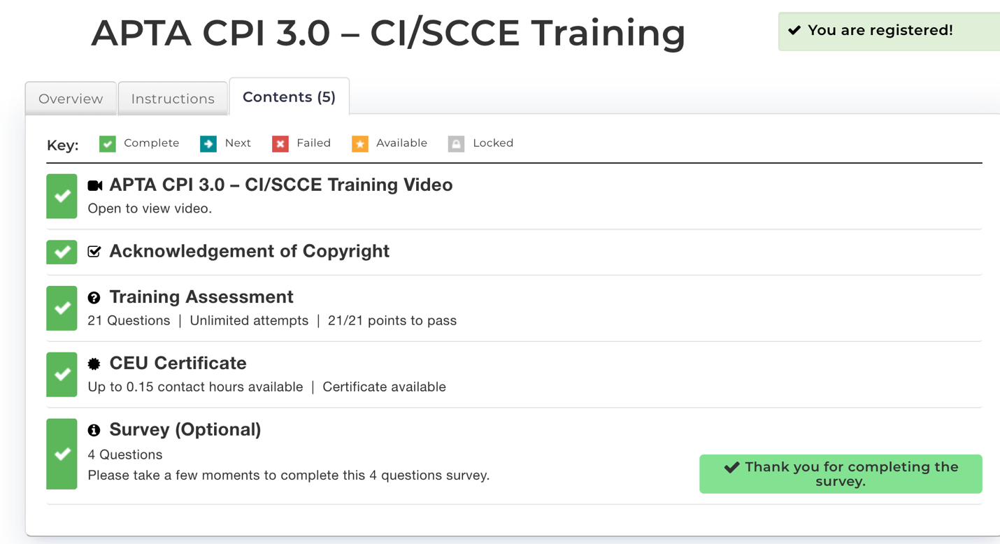 APTA CPI 3.0 – CI/SCCE Training
You are registered!
Overview
Instructions
Contents (5)
Key:
Complete
Next
Failed
Available
Locked
APTA CPI 3.0 – CI/SCCE Training Video
Open to view video.
Acknowledgement of Copyright
Training Assessment
21 Questions | Unlimited attempts | 21/21 points to pass
CEU Certificate
Up to 0.15 contact hours available | Certificate available
Survey (Optional)
4 Questions
Please take a few moments to complete this 4 questions survey.
Thank you for completing the
survey.